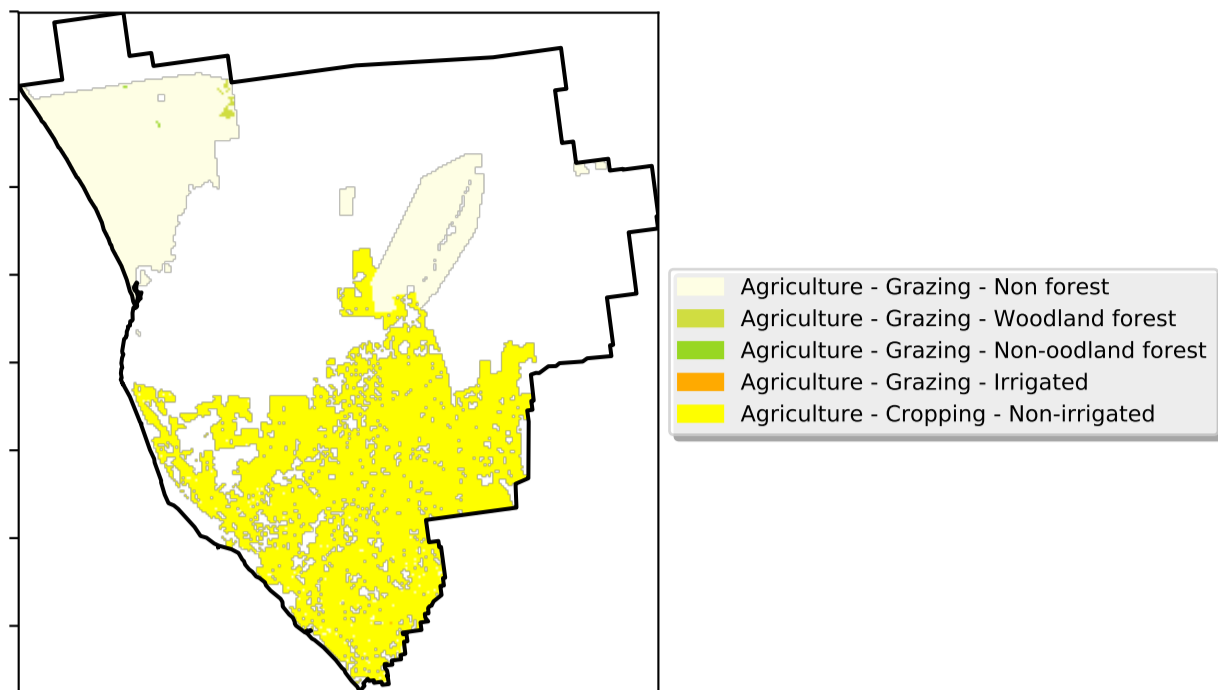 Agriculture - Grazing - Non forest
Agriculture - Grazing - Woodland forest
Agriculture - Grazing - Non-oodland forest
Agriculture - Grazing - Irrigated
Agriculture - Cropping - Non-irrigated